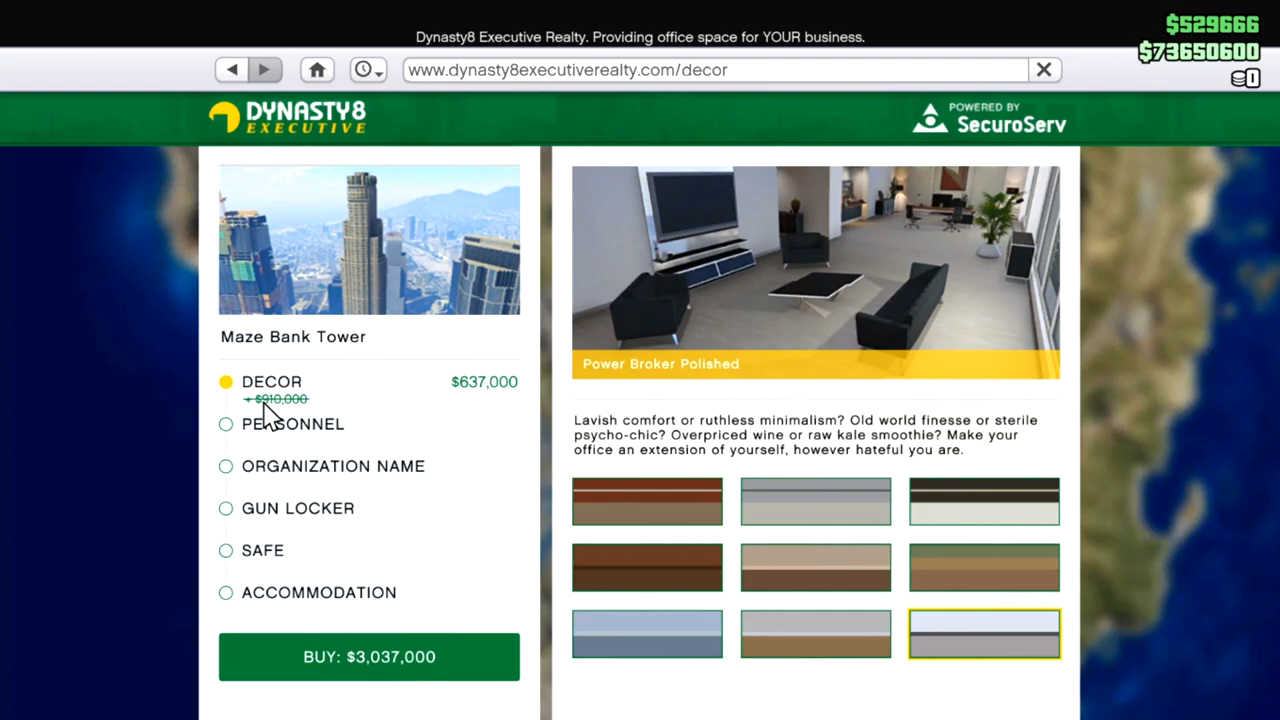 Dynasty8 Executive Realty. Providing office space for YOUR business.
$529666
$73650600
0
www.dynasty8executiverealty.com/decor
DYNASTY8
EXECUTIVE
POWERED BY
SecuroServ
Maze Bank Tower
DECOR
$637,000
+ $910,000
PERSONNEL
ORGANIZATION NAME
GUN LOCKER
SAFE
ACCOMMODATION
BUY: $3,037,000
Power Broker Polished
Lavish comfort or ruthless minimalism? Old world finesse or sterile
psycho-chic? Overpriced wine or raw kale smoothie? Make your
office an extension of yourself, however hateful you are.